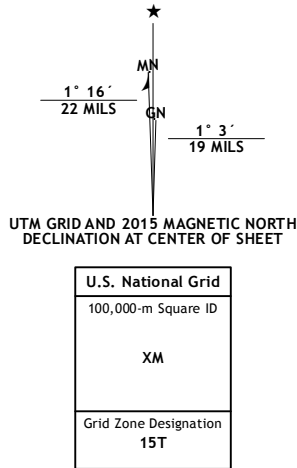 ★
MN
1° 16´
22 MILS
GN
1° 3´
19 MILS
UTM GRID AND 2015 MAGNETIC NORTH
DECLINATION AT CENTER OF SHEET
U.S. National Grid
100,000-m Square ID
XM
Grid Zone Designation
15T